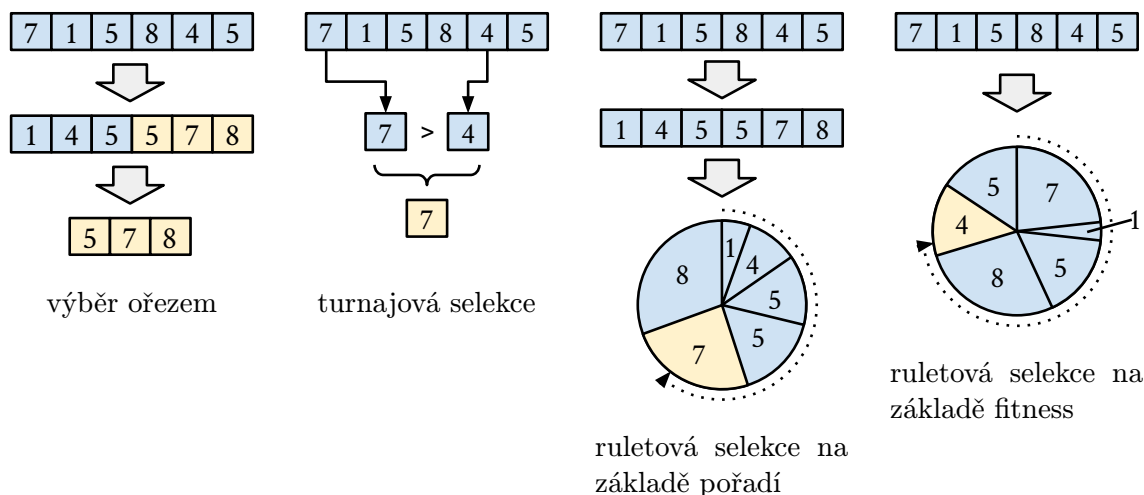 7 1 5 8 4 5
1 4 5 5 7 8
5 7 8
výběr ořezem
7 1 5 8 4 5
7 > 4
7
turnajová selekce
7 1 5 8 4 5
1 4 5 5 7 8
1
4
5
5
7
8
ruletová selekce na
základě pořadí
7 1 5 8 4 5
7
1
5
8
4
5
ruletová selekce na
základě fitness